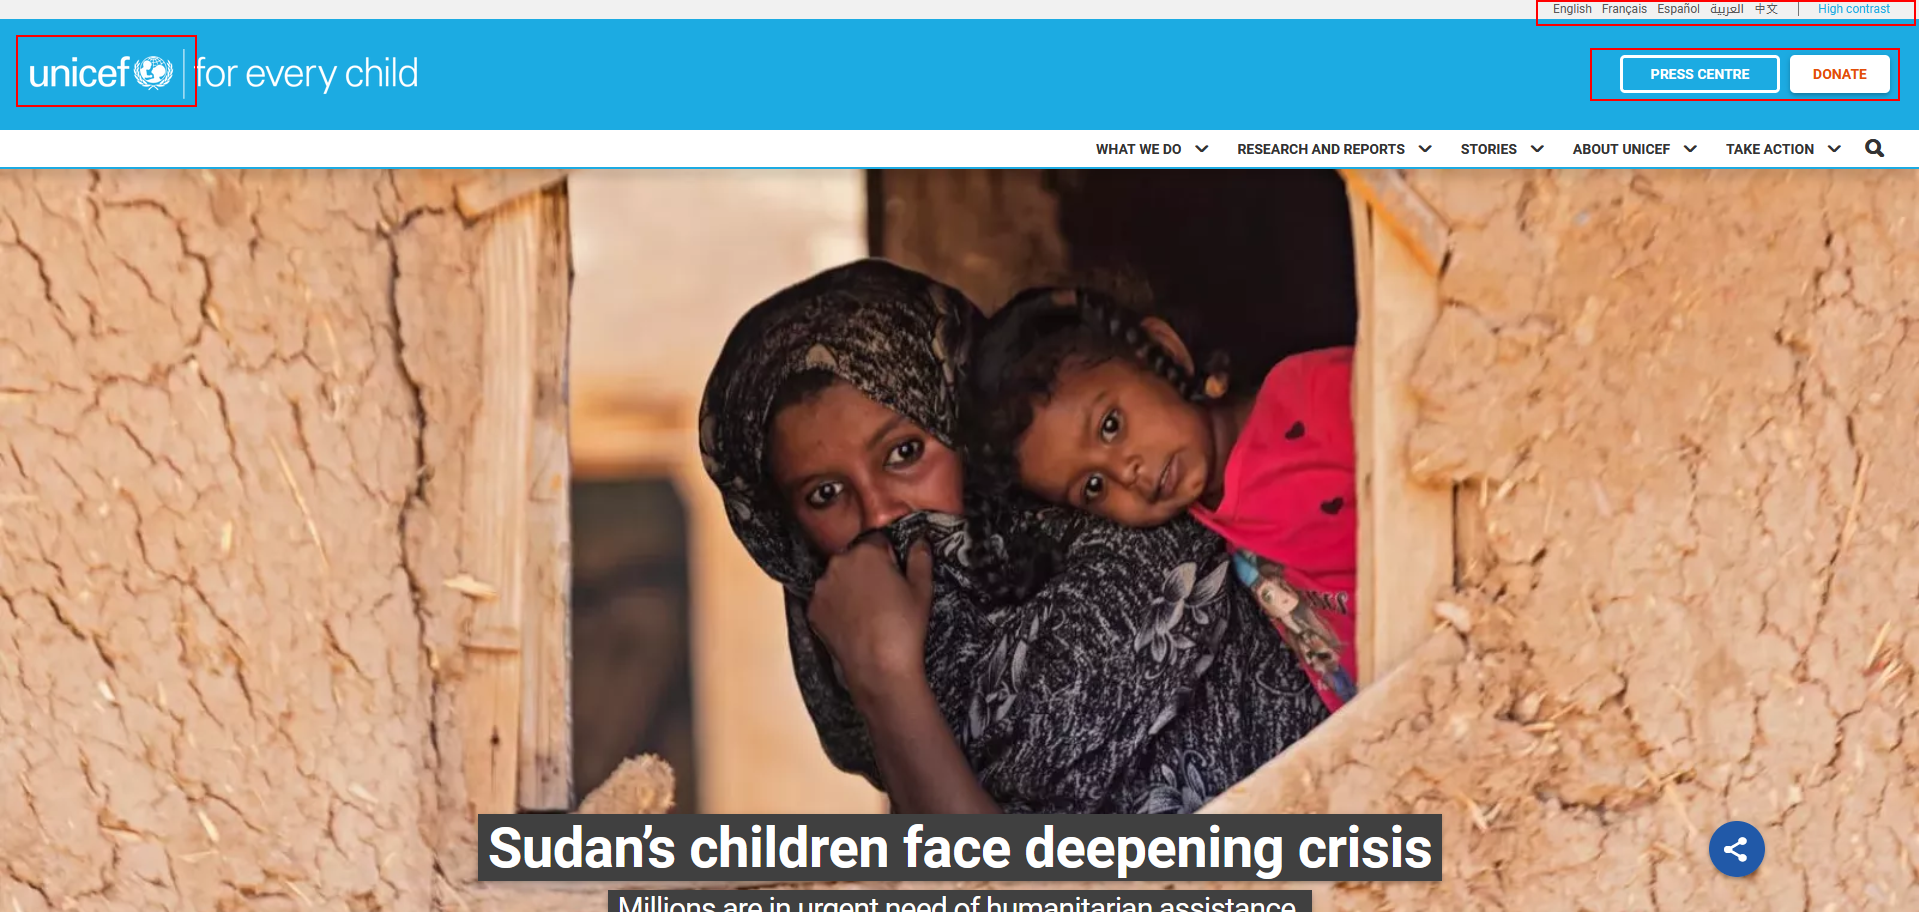 English Français Español العربية 中文 High contrast
unicef for every child
PRESS CENTRE DONATE
WHAT WE DO RESEARCH AND REPORTS STORIES ABOUT UNICEF TAKE ACTION
Sudan’s children face deepening crisis
Millions are in urgent need of humanitarian assistance